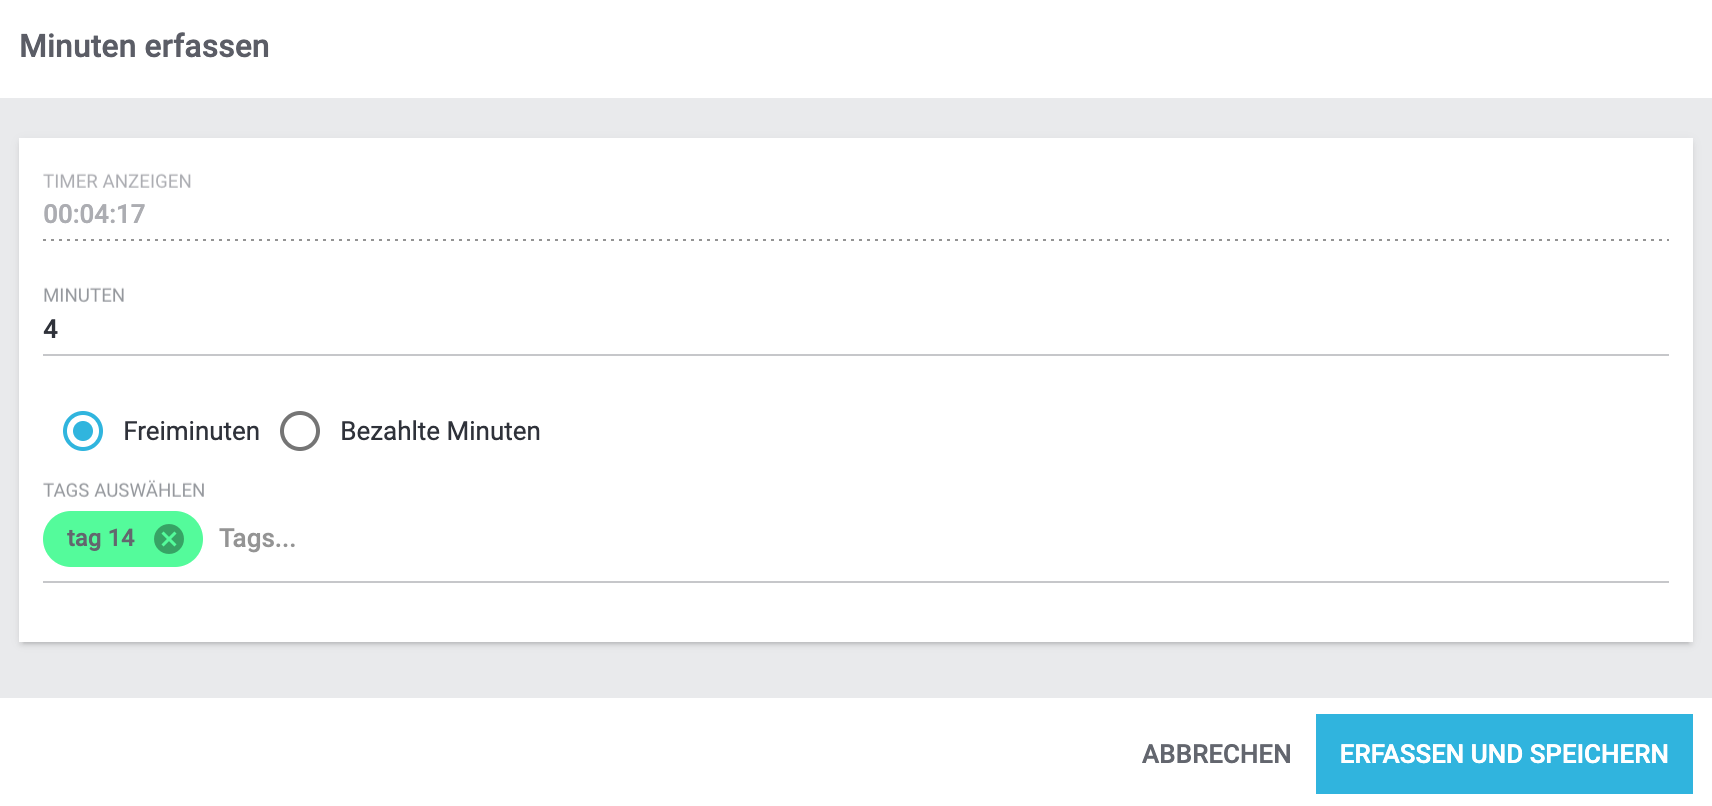 Minuten erfassen
TIMER ANZEIGEN
00:04:17
MINUTEN
4
Freiminuten Bezahlte Minuten
TAGS AUSWÄHLEN
tag 14 Tags...
ABBRECHEN ERFASSEN UND SPEICHERN